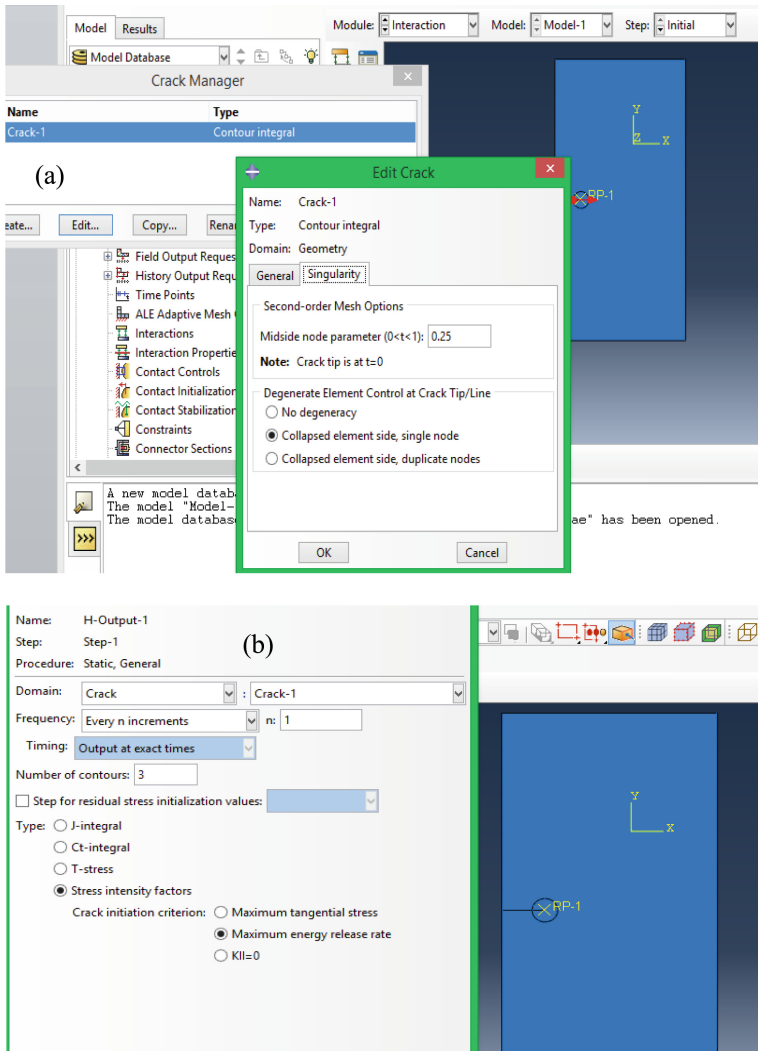 Model Results
Module: Interaction Model: Model-1 Step: Initial
Model Database
Crack Manager
Name Type
Crack-1 Contour integral
(a)
Edit... Copy...
Field Output
History Output
Time Points
ALE Adaptive Mesh
Interactions
Interaction
Contact Controls
Contact Initialization
Contact Stabilization
Constraints
Connector Sections
Edit Crack
Name: Crack-1
Type: Contour integral
Domain: Geometry
General Singularity
Second-order Mesh Options
Midside node parameter (0<t<1): 0.25
Note: Crack tip is at t=0
Degenerate Element Control at Crack Tip/Line
No degeneracy
Collapsed element side, single node
Collapsed element side, duplicate nodes
OK Cancel
Y
Z X
RP-1
A new model
The model "Model-
The model ae" has been opened.
>>>
(b)
Name: H-Output-1
Step: Step-1
Procedure: Static, General
Domain: Crack : Crack-1
Frequency: Every n increments n: 1
Timing: Output at exact times
Number of contours: 3
Step for residual stress initialization values:
Type: J-integral
Ct-integral
T-stress
Stress intensity factors
Crack initiation criterion: Maximum tangential stress
Maximum energy release rate
KII=0
Y
X
RP-1